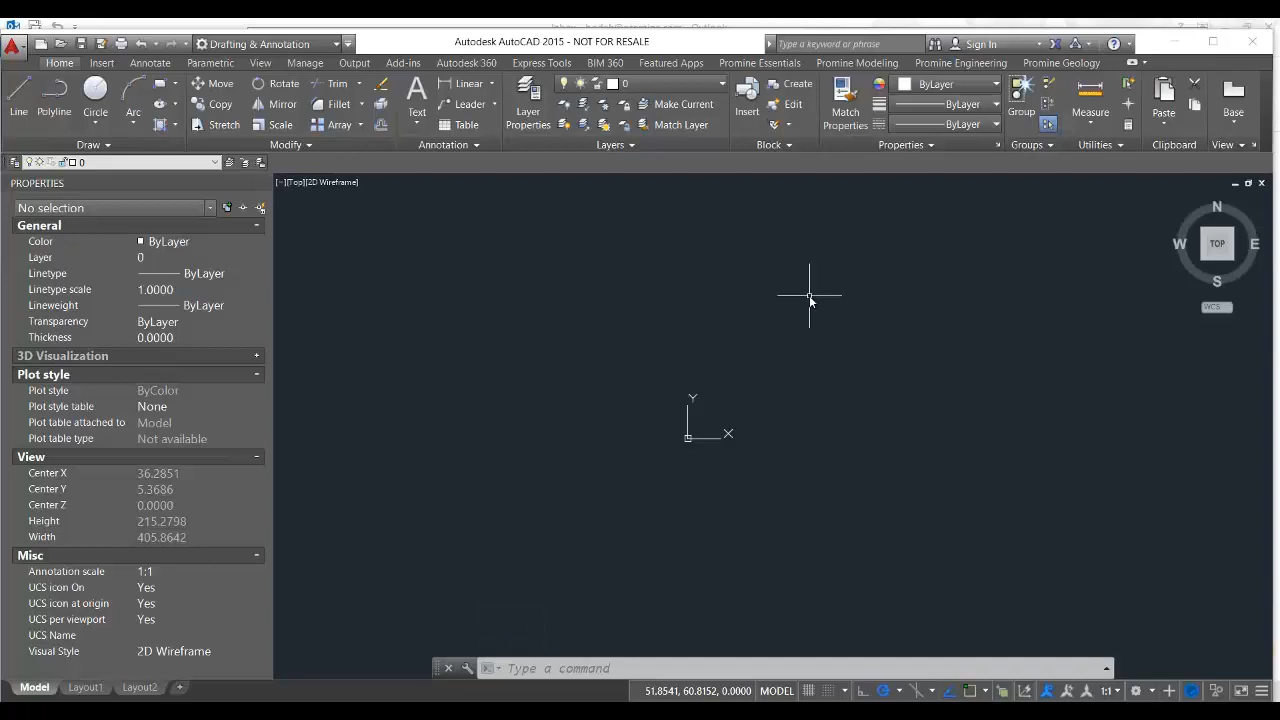 Autodesk AutoCAD 2015 - NOT FOR RESALE
Drafting & Annotation
Type a keyword or phrase
Sign In
Home Insert Annotate Parametric View Manage Output Add-ins Autodesk 360 Express Tools BIM 360 Featured Apps Promine Essentials Promine Modeling Promine Engineering Promine Geology
Line Polyline Circle Arc
Move Rotate Trim
Copy Mirror Fillet
Stretch Scale Array
Text
Linear
Leader
Table
Layer Properties
0
Make Current
Match Layer
Insert
Create
Edit
Match Properties
ByLayer
ByLayer
ByLayer
Group
Measure
Paste
Base
Draw Modify Annotation Layers Block Properties Groups Utilities Clipboard View
0
PROPERTIES
No selection
General
Color ByLayer
Layer 0
Linetype ByLayer
Linetype scale 1.0000
Lineweight ByLayer
Transparency ByLayer
Thickness 0.0000
3D Visualization
Plot style
Plot style ByColor
Plot style table None
Plot table attached to Model
Plot table type Not available
View
Center X 36.2851
Center Y 5.3686
Center Z 0.0000
Height 215.2798
Width 405.8642
Misc
Annotation scale 1:1
UCS icon On Yes
UCS icon at origin Yes
UCS per viewport Yes
UCS Name
Visual Style 2D Wireframe
[−][Top][2D Wireframe]
N
W TOP E
S
WCS
Y
X
Type a command
Model Layout1 Layout2 +
51.8541, 60.8152, 0.0000 MODEL 1:1